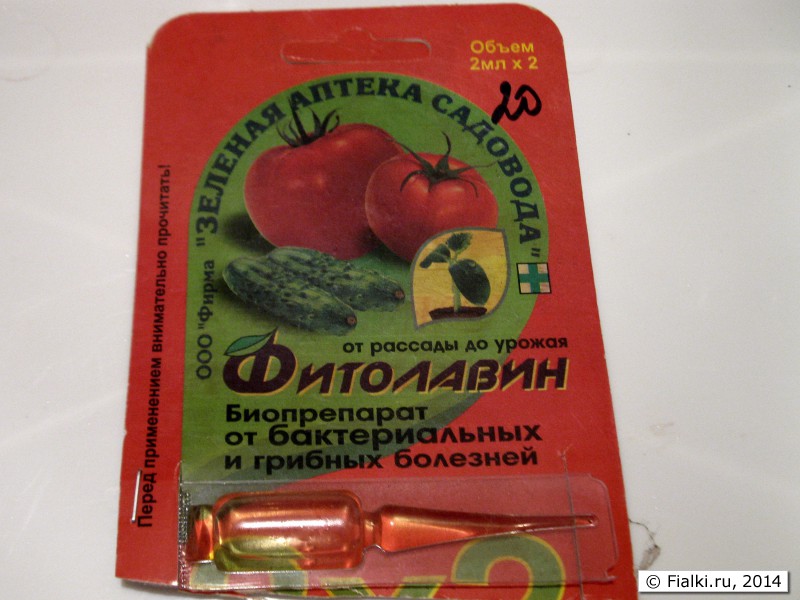 Объем
2мл х 2
20
ООО "Фирма "ЗЕЛЕНАЯ АПТЕКА САДОВОДА"
Перед применением внимательно прочитать!
от рассады до урожая
Фитолавин
Биопрепарат
от бактериальных
и грибных болезней
© Fialki.ru, 2014